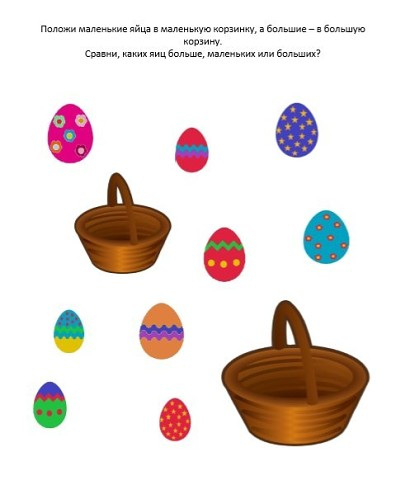 Положи маленькие яйца в маленькую корзинку, а большие – в большую
корзину.
Сравни, каких яиц больше, маленьких или больших?